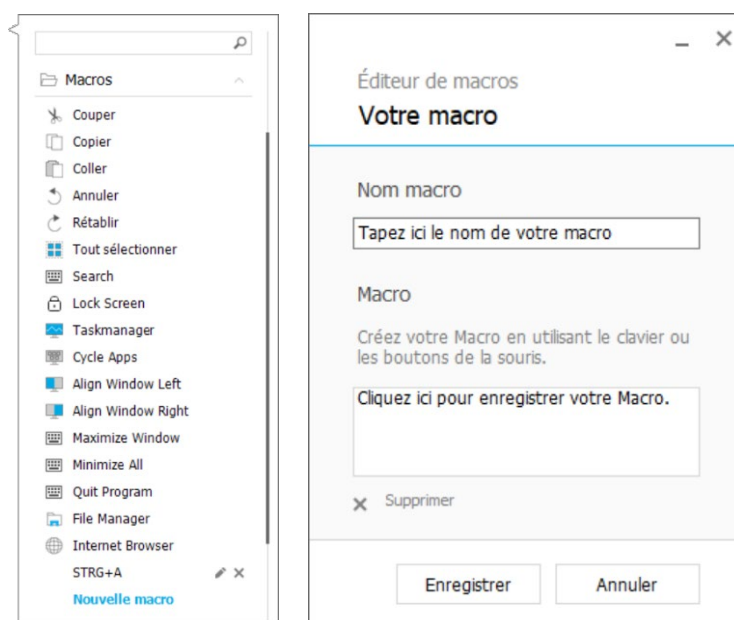 Macros
Couper
Copier
Coller
Annuler
Rétablir
Tout sélectionner
Search
Lock Screen
Taskmanager
Cycle Apps
Align Window Left
Align Window Right
Maximize Window
Minimize All
Quit Program
File Manager
Internet Browser
STRG+A
Nouvelle macro
Éditeur de macros
Votre macro
Nom macro
Tapez ici le nom de votre macro
Macro
Créez votre Macro en utilisant le clavier ou
les boutons de la souris.
Cliquez ici pour enregistrer votre Macro.
Supprimer
Enregistrer
Annuler